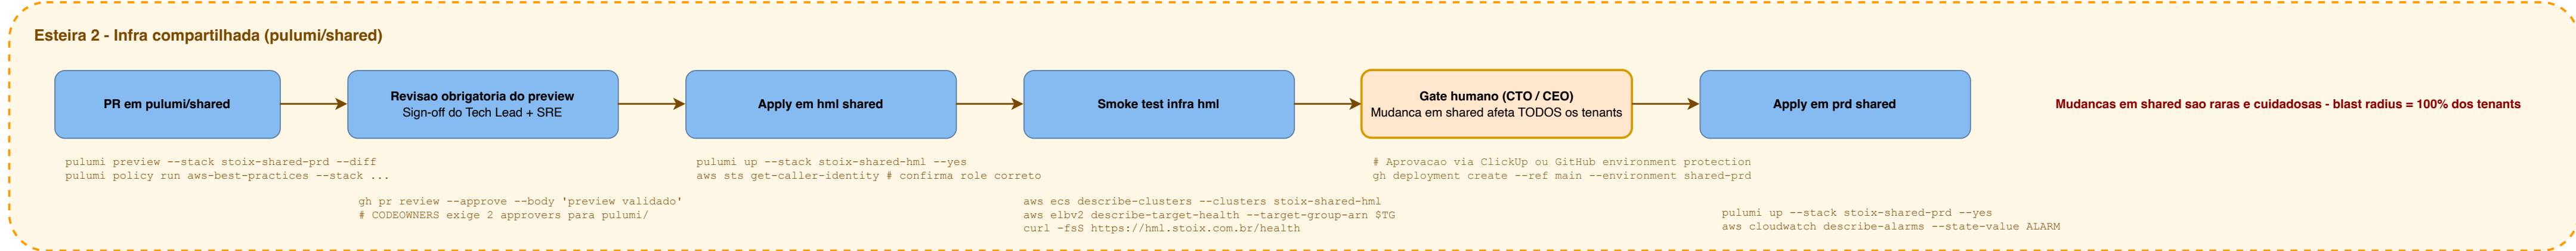 Esteira 2 - Infra compartilhada (pulumi/shared)
PR em pulumi/shared
Revisao obrigatoria do preview
Sign-off do Tech Lead + SRE
Apply em hml shared
Smoke test infra hml
Gate humano (CTO / CEO)
Mudanca em shared afeta TODOS os tenants
Apply em prd shared
Mudancas em shared sao raras e cuidadosas - blast radius = 100% dos tenants
pulumi preview --stack stoix-shared-prd --diff
pulumi policy run aws-best-practices --stack ...
gh pr review --approve --body 'preview validado'
# CODEOWNERS exige 2 approvers para pulumi/
pulumi up --stack stoix-shared-hml --yes
aws sts get-caller-identity # confirma role correto
aws ecs describe-clusters --clusters stoix-shared-hml
aws elbv2 describe-target-health --target-group-arn $TG
curl -fsS https://hml.stoix.com.br/health
# Aprovacao via ClickUp ou GitHub environment protection
gh deployment create --ref main --environment shared-prd
pulumi up --stack stoix-shared-prd --yes
aws cloudwatch describe-alarms --state-value ALARM